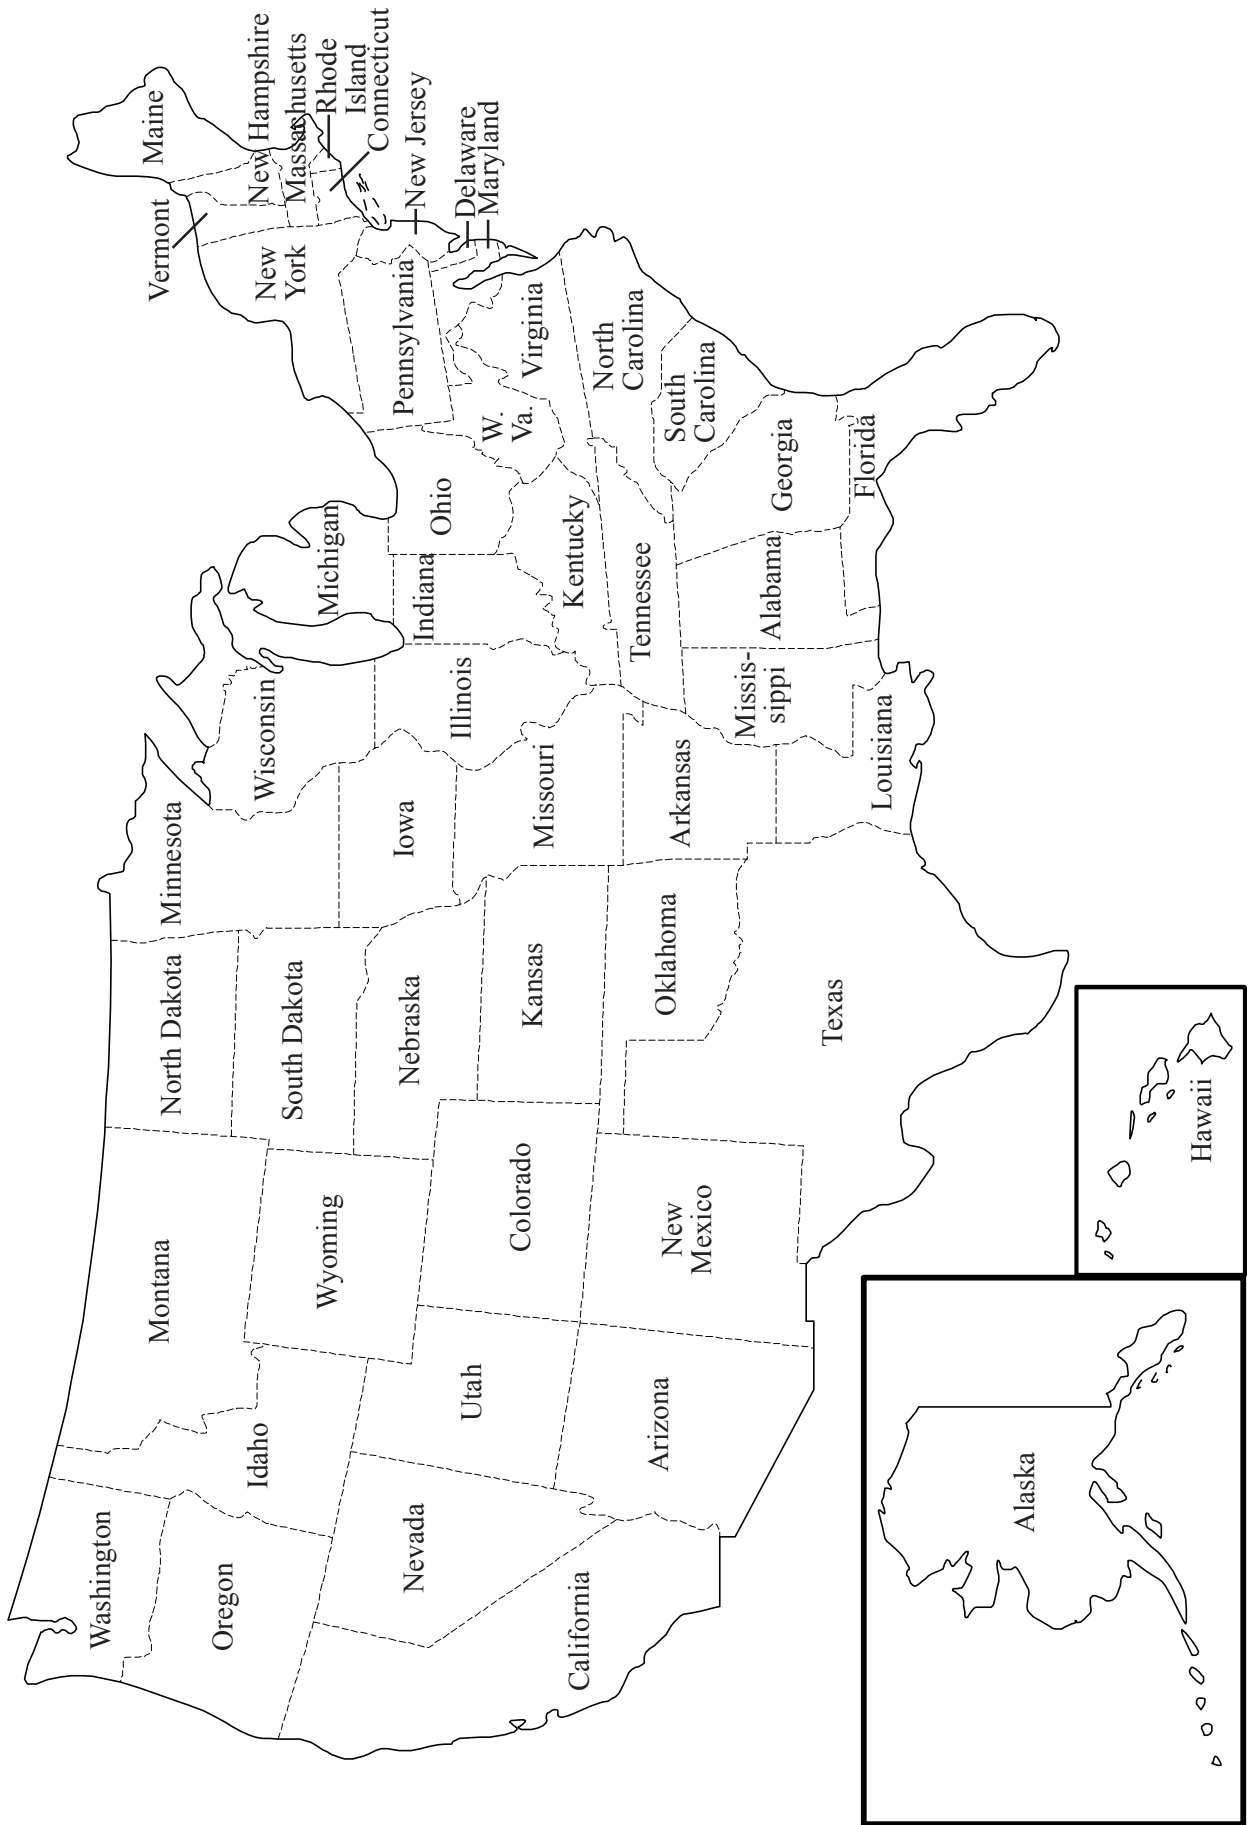 Washington
Oregon
California
Nevada
Idaho
Montana
Wyoming
Utah
Arizona
Colorado
New
Mexico
North Dakota
South Dakota
Nebraska
Kansas
Oklahoma
Texas
Minnesota
Iowa
Missouri
Arkansas
Louisiana
Wisconsin
Illinois
Missis-
sippi
Michigan
Indiana
Kentucky
Tennessee
Alabama
Ohio
Georgia
Florida
W.
Va.
Virginia
North
Carolina
South
Carolina
Pennsylvania
New
York
Vermont
Maine
New Hampshire
Massachusetts
Rhode
Island
Connecticut
New Jersey
Delaware
Maryland
Alaska
Hawaii